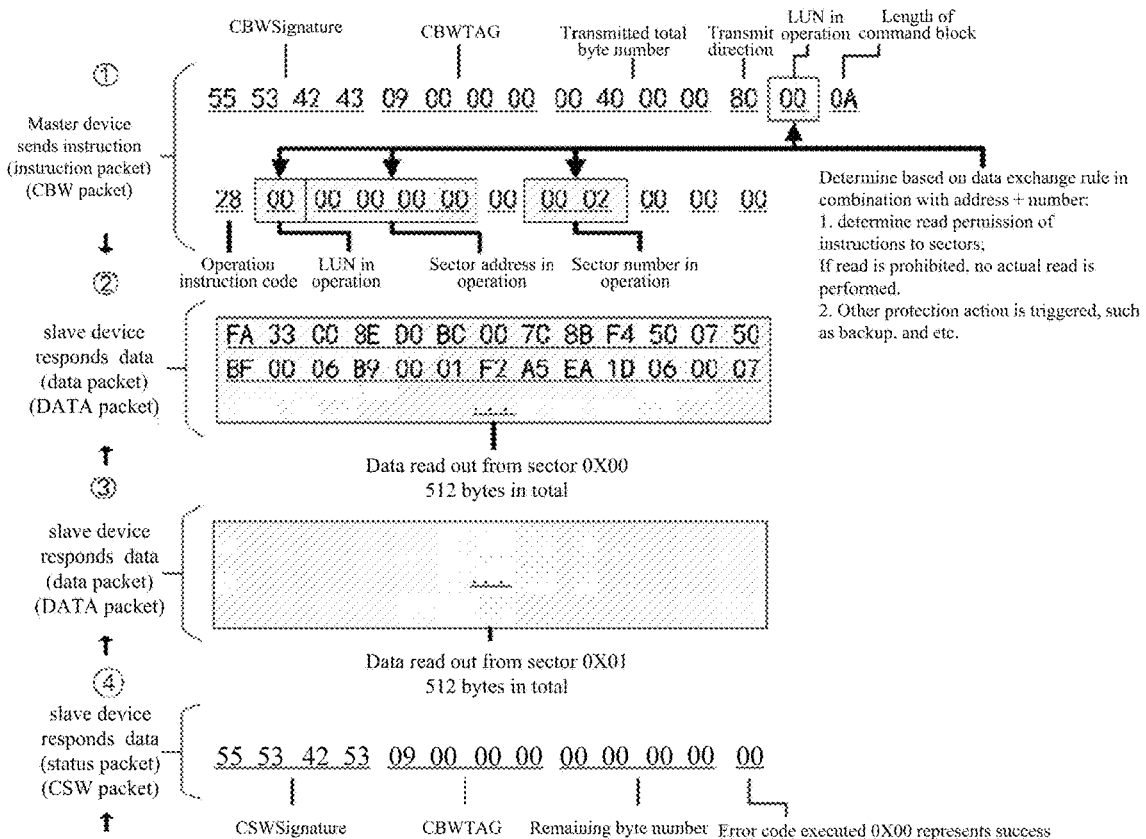 CBWSignature CBWTAG Transmitted total byte number Transmit direction LUN in operation Length of command block
①
55 53 42 43 09 00 00 00 00 40 00 00 80 00 0A
Master device
sends instruction
(instruction packet)
(CBW packet)
28 00 00 00 00 00 00 00 02 00 00 00
Operation instruction code LUN in operation Sector address in operation Sector number in operation
Determine based on data exchange rule in
combination with address + number:
1. determine read permission of
instructions to sectors;
If read is prohibited, no actual read is
performed.
2. Other protection action is triggered, such
as backup, and etc.
②
slave device
responds data
(data packet)
(DATA packet)
FA 33 C0 8E D0 BC 00 7C 8B F4 50 07 50
BF 00 06 B9 00 01 F2 A5 EA 1D 06 00 07
...
Data read out from sector 0X00
512 bytes in total
③
slave device
responds data
(data packet)
(DATA packet)
...
Data read out from sector 0X01
512 bytes in total
④
slave device
responds data
(status packet)
(CSW packet)
55 53 42 53 09 00 00 00 00 00 00 00 00
CSWSignature CBWTAG Remaining byte number Error code executed 0X00 represents success